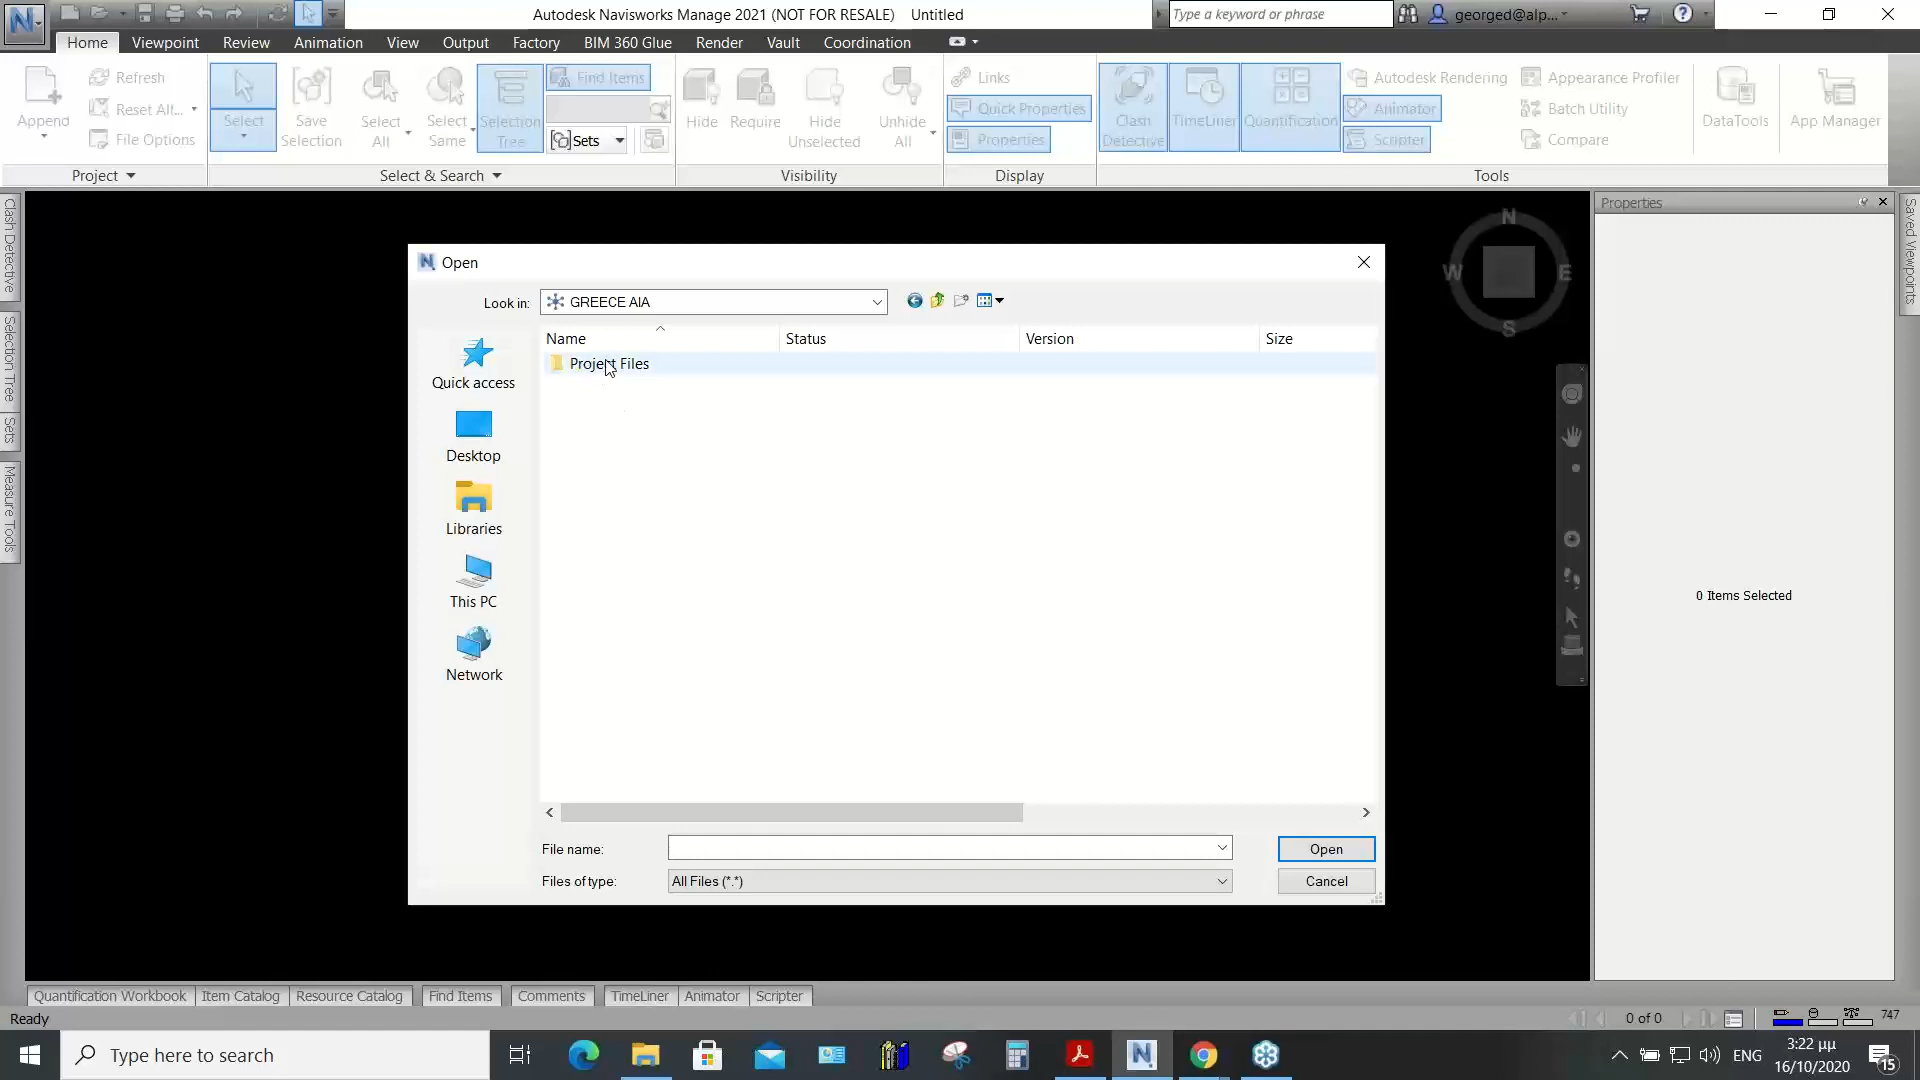 Autodesk Navisworks Manage 2021 (NOT FOR RESALE) Untitled
Type a keyword or phrase
georged@alp...
Home Viewpoint Review Animation View Output Factory BIM 360 Glue Render Vault Coordination
Append
Refresh
Reset All...
File Options
Project
Select
Save Selection
Select All
Select Same
Selection Tree
Find Items
Sets
Select & Search
Hide
Require
Hide Unselected
Unhide All
Visibility
Links
Quick Properties
Properties
Display
Clash Detective
TimeLiner
Quantification
Autodesk Rendering
Animator
Scripter
Appearance Profiler
Batch Utility
Compare
DataTools
App Manager
Tools
Clash Detective
Selection Tree
Sets
Measure Tools
Open
Look in: GREECE AIA
Name Status Version Size
Project Files
Quick access
Desktop
Libraries
This PC
Network
File name:
Open
Files of type: All Files (*.*)
Cancel
N
W E
S
Properties
0 Items Selected
Saved Viewpoints
Quantification Workbook Item Catalog Resource Catalog Find Items Comments TimeLiner Animator Scripter
Ready
0 of 0
747
Type here to search
ENG
3:22 μμ
16/10/2020
15